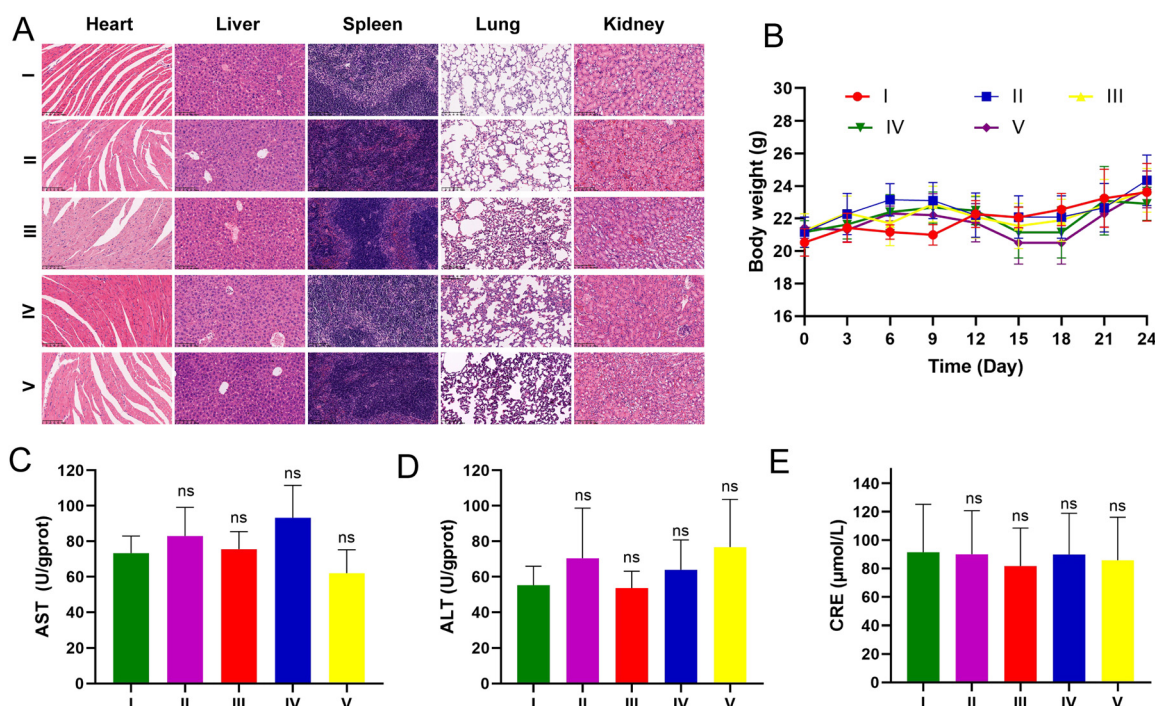 A
Heart Liver Spleen Lung Kidney
I
II
III
IV
V
B
Body weight (g)
30
28
26
24
22
20
18
16
I II III
IV V
0 3 6 9 12 15 18 21 24
Time (Day)
C
AST (U/gprot)
120
100
80
60
40
20
0
ns ns ns ns
I II III IV V
D
ALT (U/gprot)
120
100
80
60
40
20
0
ns ns ns ns
I II III IV V
E
CRE (μmol/L)
140
120
100
80
60
40
20
0
ns ns ns ns
I II III IV V